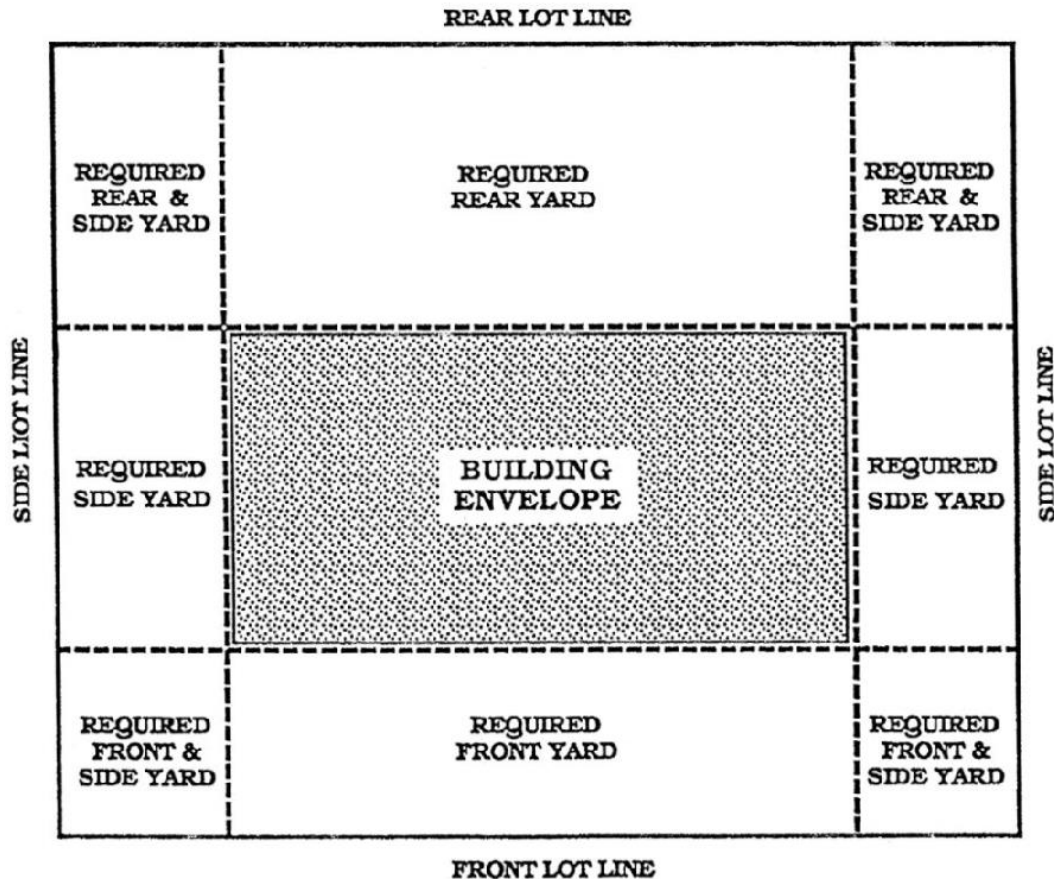 REAR LOT LINE
REQUIRED
REAR &
SIDE YARD
REQUIRED
REAR YARD
REQUIRED
REAR &
SIDE YARD
SIDE LIOT LINE
REQUIRED
SIDE YARD
BUILDING
ENVELOPE
REQUIRED
SIDE YARD
SIDE LOT LINE
REQUIRED
FRONT &
SIDE YARD
REQUIRED
FRONT YARD
REQUIRED
FRONT &
SIDE YARD
FRONT LOT LINE